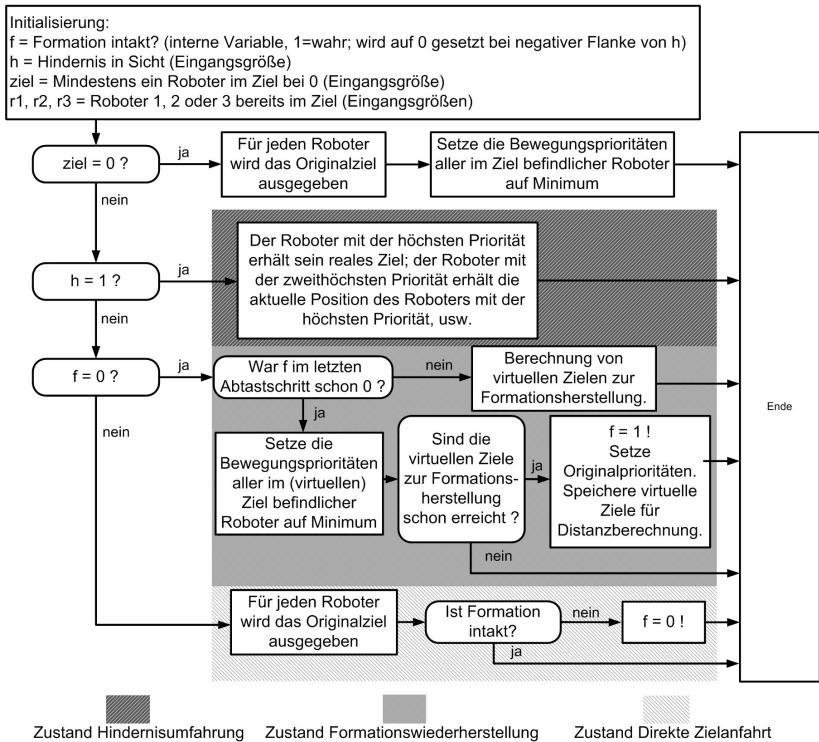 Initialisierung:
f = Formation intakt? (interne Variable, 1=wahr; wird auf 0 gesetzt bei negativer Flanke von h)
h = Hindernis in Sicht (Eingangsgröße)
ziel = Mindestens ein Roboter im Ziel bei 0 (Eingangsgröße)
r1, r2, r3 = Roboter 1, 2 oder 3 bereits im Ziel (Eingangsgrößen)
ziel = 0 ?
ja
nein
Für jeden Roboter
wird das Originalziel
ausgegeben
Setze die Bewegungsprioritäten
aller im Ziel befindlicher Roboter
auf Minimum
h = 1 ?
ja
nein
Der Roboter mit der höchsten Priorität
erhält sein reales Ziel; der Roboter mit
der zweithöchsten Priorität erhält die
aktuelle Position des Roboters mit der
höchsten Priorität, usw.
f = 0 ?
ja
nein
War f im letzten
Abtastschritt schon 0 ?
nein
ja
Berechnung von
virtuellen Zielen zur
Formationsherstellung.
Setze die
Bewegungsprioritäten
aller im (virtuellen)
Ziel befindlicher
Roboter auf Minimum
Sind die
virtuellen Ziele
zur Formations-
herstellung
schon erreicht ?
ja
nein
f = 1 !
Setze
Originalprioritäten.
Speichere virtuelle
Ziele für
Distanzberechnung.
Für jeden Roboter
wird das Originalziel
ausgegeben
Ist Formation
intakt?
nein
ja
f = 0 !
Ende
Zustand Hindernisumfahrung
Zustand Formationswiederherstellung
Zustand Direkte Zielanfahrt